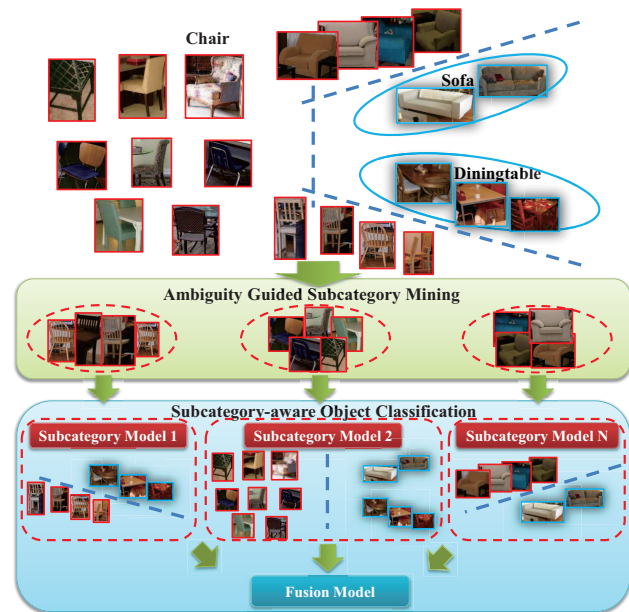 Chair
Sofa
Diningtable
Ambiguity Guided Subcategory Mining
Subcategory-aware Object Classification
Subcategory Model 1
Subcategory Model 2
Subcategory Model N
Fusion Model